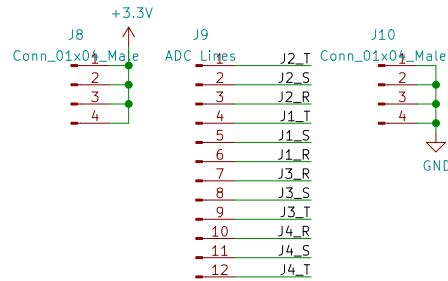 +3.3V
J8
Conn_01x04_Male
1
2
3
4
J9
ADC Lines
1 J2_T
2 J2_S
3 J2_R
4 J1_T
5 J1_S
6 J1_R
7 J3_R
8 J3_S
9 J3_T
10 J4_R
11 J4_S
12 J4_T
J10
Conn_01x04_Male
1
2
3
4
GND